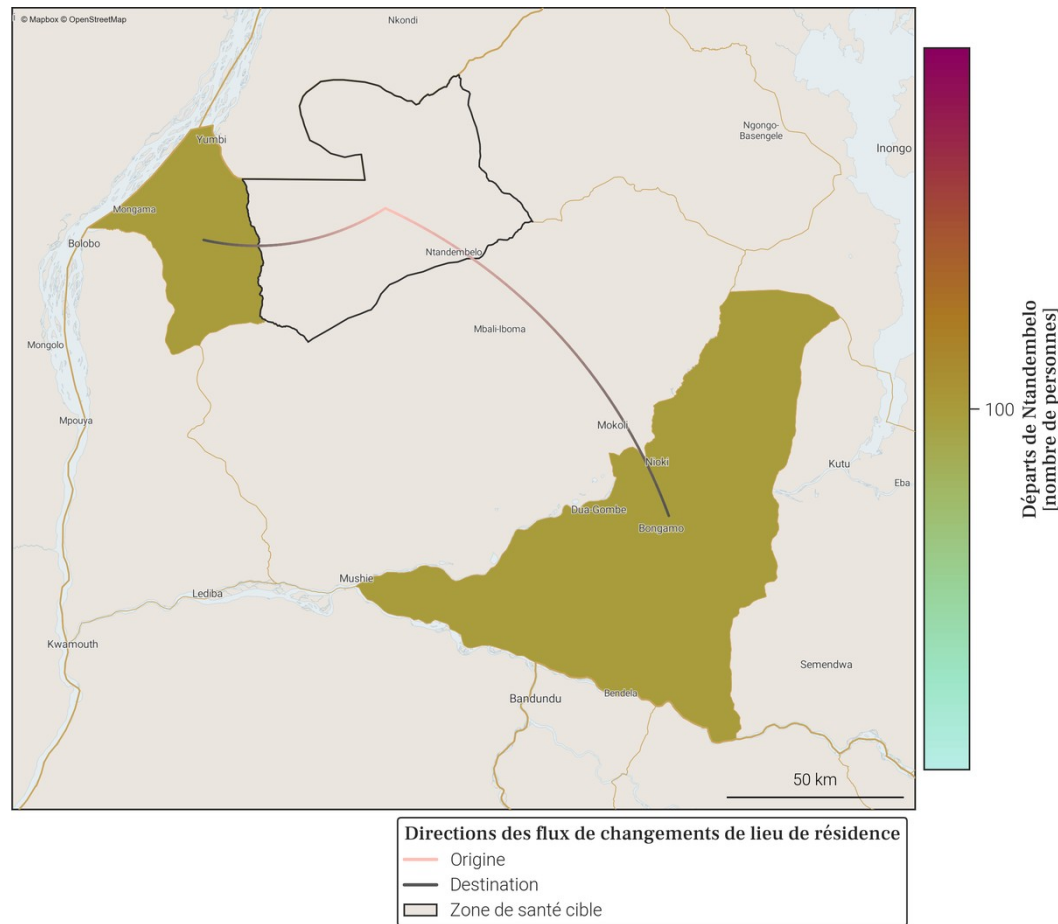 © Mapbox © OpenStreetMap
Nkondi
Yumbi
Ngongo-
Basengele
Inongo
Mongama
Bolobo
Ntandembelo
Mbali-Iboma
Mongolo
Mpouya
Mokoli
Nioki
Kutu
Eba
Dua-Gombe
Bongamo
Mushie
Lediba
Kwamouth
Semendwa
Bandundu
Bendela
50 km
100
Départs de Ntandembelo
[nombre de personnes]
Directions des flux de changements de lieu de résidence
Origine
Destination
Zone de santé cible